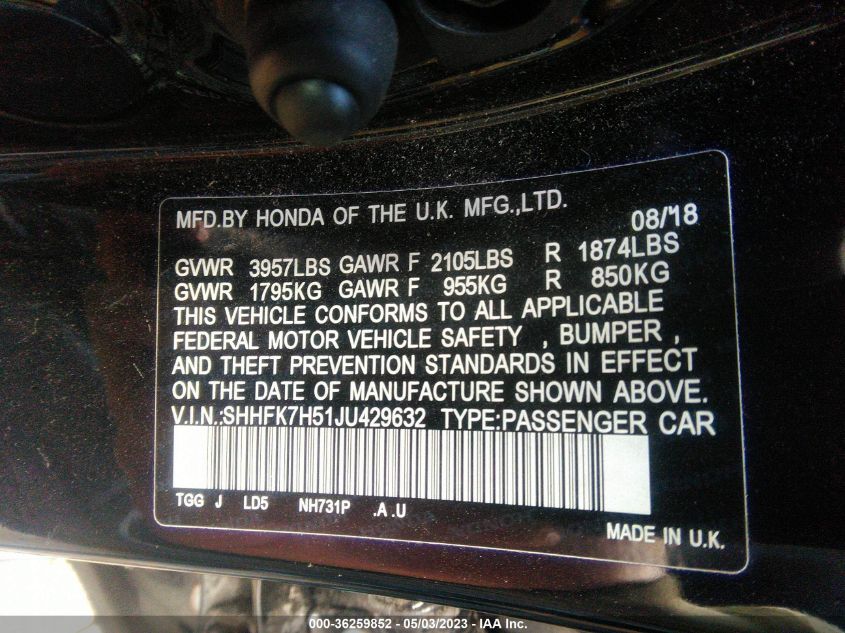 MFD.BY HONDA OF THE U.K. MFG.,LTD. 08/'18
GVWR 3957LBS GAWR F 2105LBS R 1874LBS
GVWR 1795KG GAWR F 955KG R 850KG
THIS VEHICLE CONFORMS TO ALL APPLICABLE
FEDERAL MOTOR VEHICLE SAFETY , BUMPER ,
AND THEFT PREVENTION STANDARDS IN EFFECT
ON THE DATE OF MANUFACTURE SHOWN ABOVE.
V.I.N.:SHHFK7H51JU429632 TYPE:PASSENGER CAR
TGG J LD5 NH731P .A .U
MADE IN U.K.
000-36259852 - 05/03/2023 - IAA Inc.